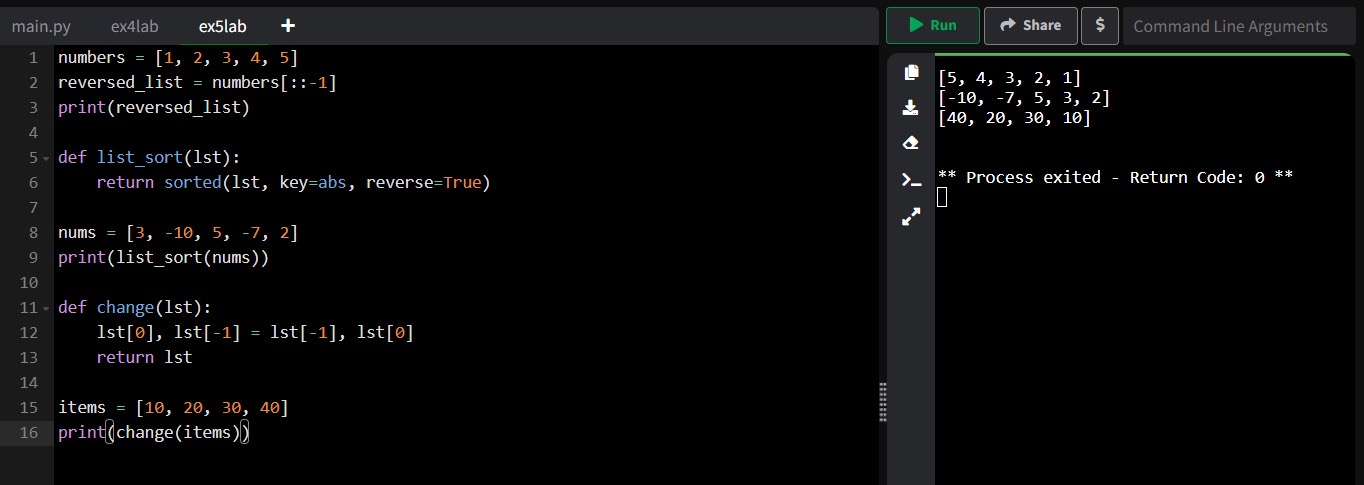 main.py ex4lab ex5lab +
Run Share $ Command Line Arguments
1 numbers = [1, 2, 3, 4, 5]
2 reversed_list = numbers[::-1]
3 print(reversed_list)
4
5 def list_sort(lst):
6     return sorted(lst, key=abs, reverse=True)
7
8 nums = [3, -10, 5, -7, 2]
9 print(list_sort(nums))
10
11 def change(lst):
12     lst[0], lst[-1] = lst[-1], lst[0]
13     return lst
14
15 items = [10, 20, 30, 40]
16 print(change(items))
[5, 4, 3, 2, 1]
[-10, -7, 5, 3, 2]
[40, 20, 30, 10]
** Process exited - Return Code: 0 **